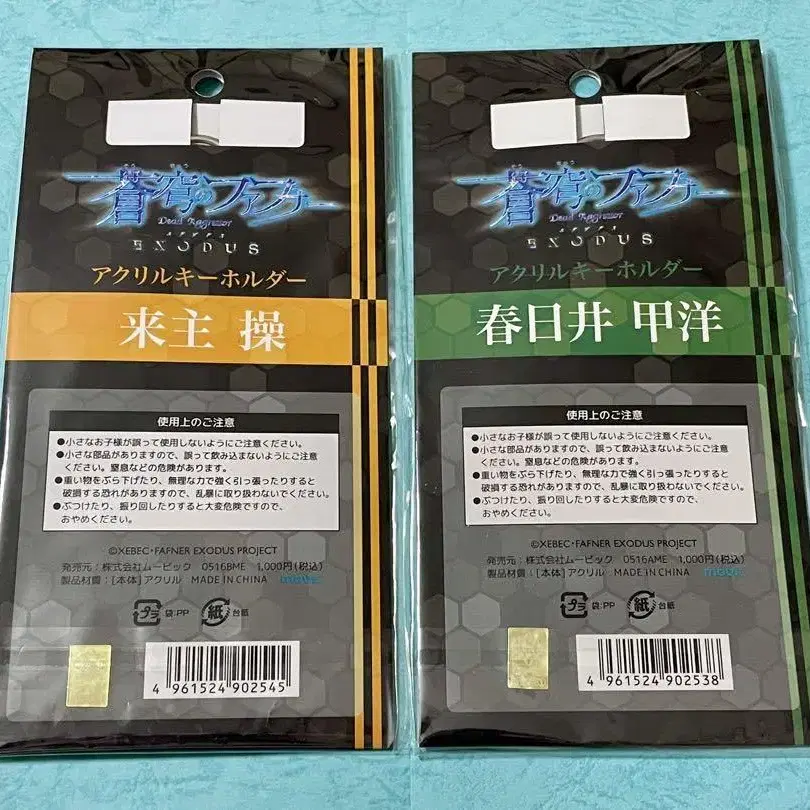 蒼穹のファフナー
Dead Aggressor
EXODUS
アクリルキーホルダー
来主 操
使用上のご注意
●小さなお子様が誤って使用しないようにご注意ください。
●小さな部品がありますので、誤って飲み込まないようにご注意
ください。窒息などの危険があります。
●重い物をぶら下げたり、無理な力で強く引っ張ったりすると
破損する恐れがありますので、乱暴に取り扱わないでください。
●ぶつけたり、振り回したりすると大変危険ですので、
おやめください。
©XEBEC・FAFNER EXODUS PROJECT
発売元：株式会社ムービック 0516BME 1,000円(税込)
製品材質：[本体] アクリル MADE IN CHINA movic
プラ 袋:PP 紙 台紙
4 961524 902545
蒼穹のファフナー
Dead Aggressor
EXODUS
アクリルキーホルダー
春日井 甲洋
使用上のご注意
●小さなお子様が誤って使用しないようにご注意ください。
●小さな部品がありますので、誤って飲み込まないようにご注意
ください。窒息などの危険があります。
●重い物をぶら下げたり、無理な力で強く引っ張ったりすると
破損する恐れがありますので、乱暴に取り扱わないでください。
●ぶつけたり、振り回したりすると大変危険ですので、
おやめください。
©XEBEC・FAFNER EXODUS PROJECT
発売元：株式会社ムービック 0516AME 1,000円(税込)
製品材質：[本体] アクリル MADE IN CHINA movic
プラ 袋:PP 紙 台紙
4 961524 902538